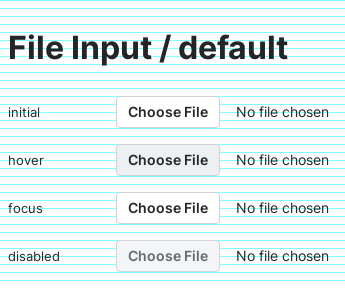 File Input / default
initial Choose File No file chosen
hover Choose File No file chosen
focus Choose File No file chosen
disabled Choose File No file chosen